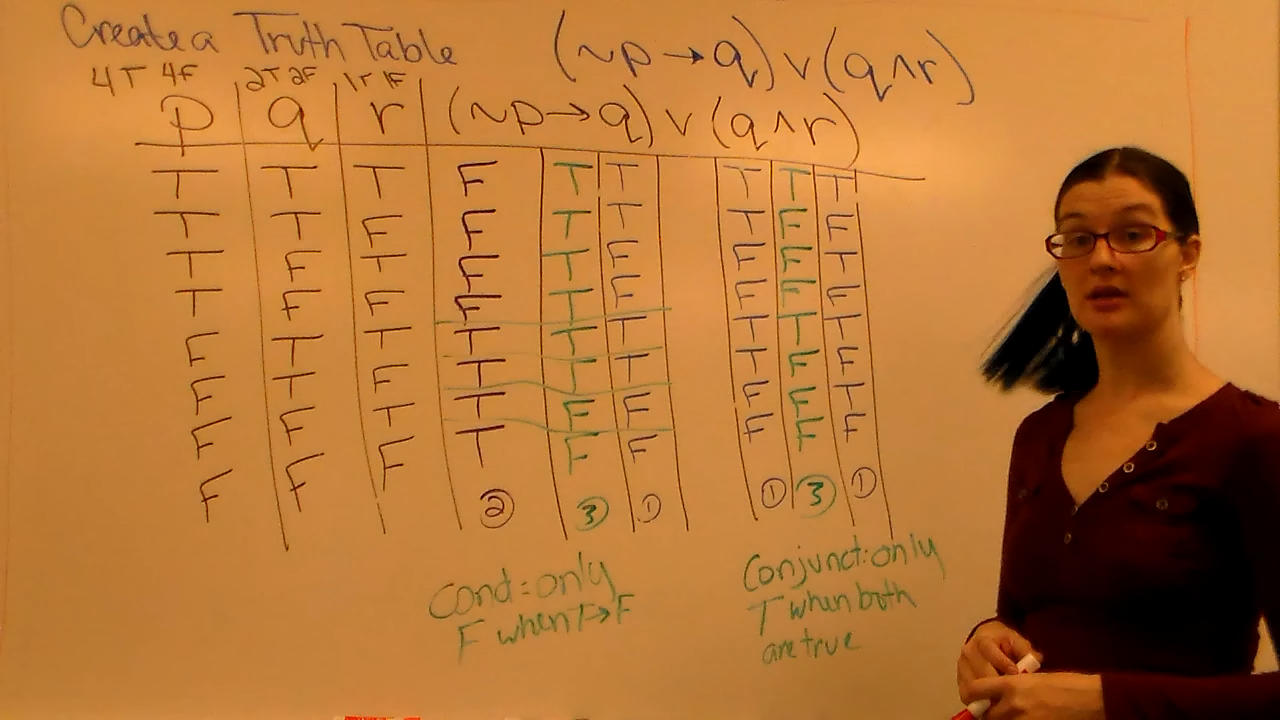 Create a Truth Table (~p→q)∨(q∧r)
4T 4F 2T 2F 1T 1F
p q r (~p→q) ∨ (q∧r)
T T T F T T T T T
T T F F T T T F F
T F T F T F F F T
T F F F T F F F F
F T T T T T T T T
F T F T T T T F F
F F T T F F F F T
F F F T F F F F F
② ③ ① ① ③ ①
Cond: only
F when T→F
Conjunct: only
T when both
are true